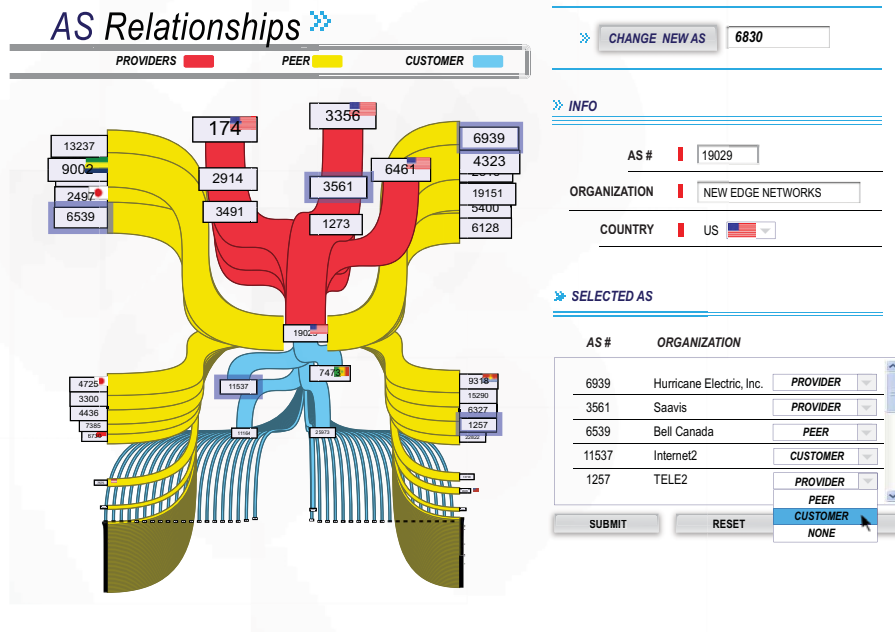 AS Relationships
PROVIDERS PEER CUSTOMER
174
3356
13237
9002
2497
6539
2914
3491
3561
1273
6461
6939
4323
19151
5400
6128
7473
11537
4725
3300
4436
7385
9318
15290
6327
1257
11164
CHANGE NEW AS 6830
INFO
AS # 19029
ORGANIZATION NEW EDGE NETWORKS
COUNTRY US
SELECTED AS
AS # ORGANIZATION
6939 Hurricane Electric, Inc. PROVIDER
3561 Saavis PROVIDER
6539 Bell Canada PEER
11537 Internet2 CUSTOMER
1257 TELE2 PROVIDER
PEER
CUSTOMER
NONE
SUBMIT RESET